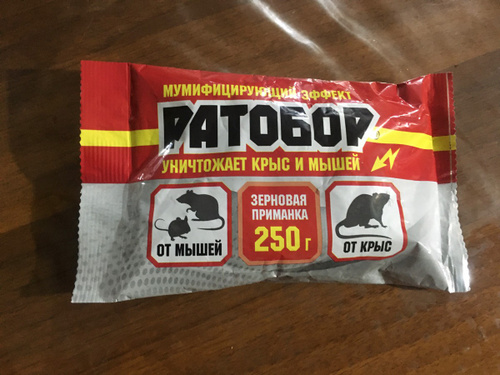 МУМИФИЦИРУЮЩИЙ ЭФФЕКТ
РАТОБОР
УНИЧТОЖАЕТ КРЫС И МЫШЕЙ
ЗЕРНОВАЯ
ПРИМАНКА
250 г
ОТ МЫШЕЙ
ОТ КРЫС